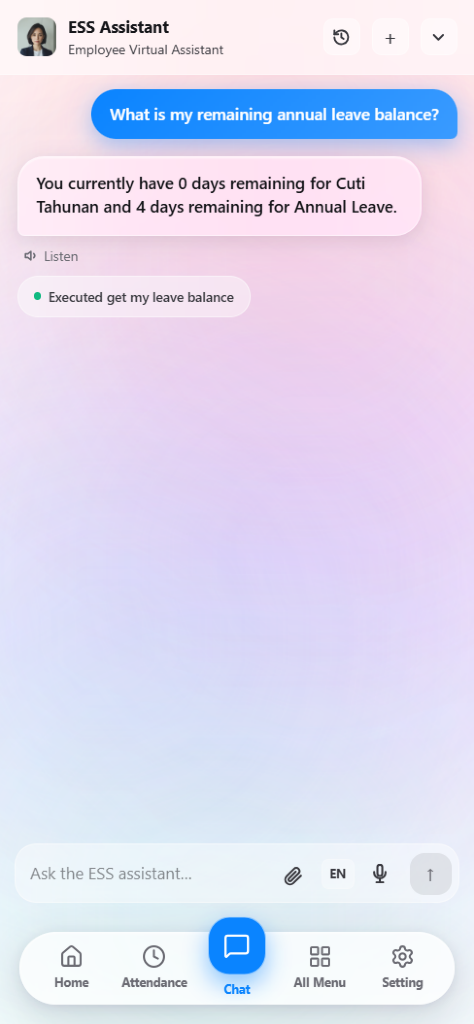 ESS Assistant
Employee Virtual Assistant
What is my remaining annual leave balance?
You currently have 0 days remaining for Cuti
Tahunan and 4 days remaining for Annual Leave.
Listen
Executed get my leave balance
Ask the ESS assistant...
EN
Home
Attendance
Chat
All Menu
Setting